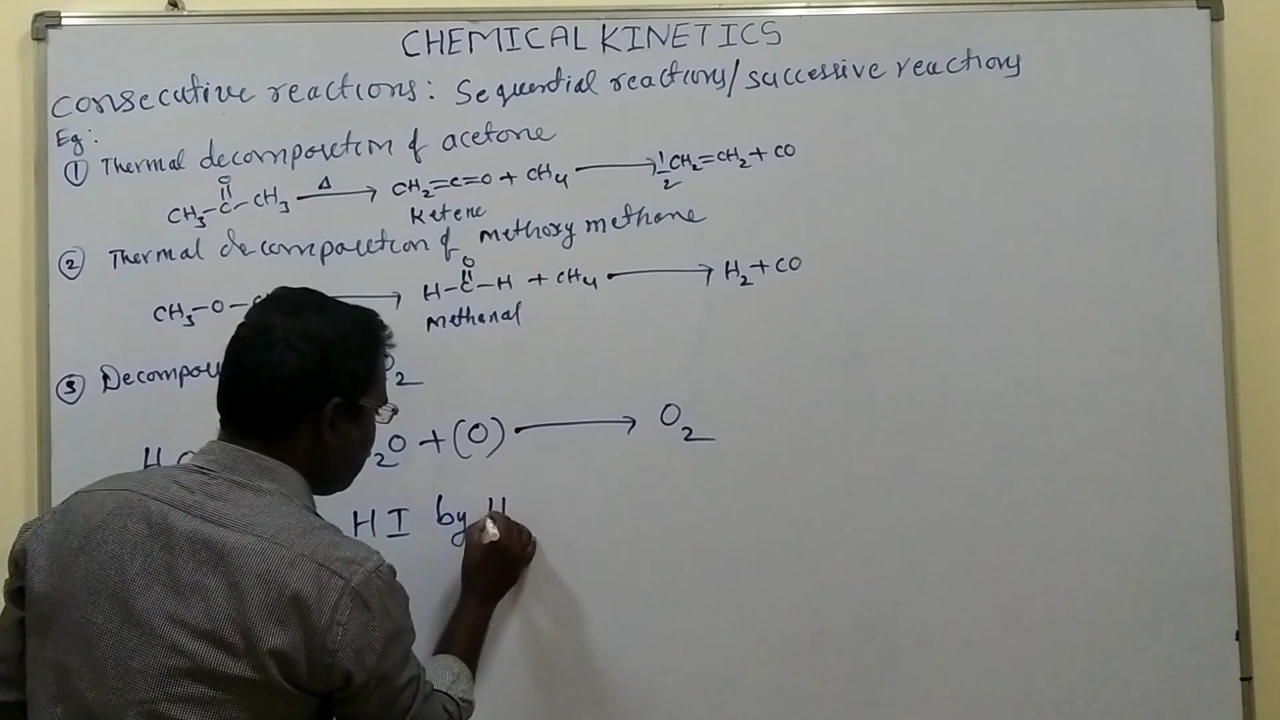 CHEMICAL KINETICS
Consecutive reactions: Sequential reactions/successive reactions
Eg:
① Thermal decomposition of acetone
O
CH3-C-CH3 Δ→ CH2=C=O + CH4 → 1/2 CH2=CH2 + CO
Ketene
② Thermal decomposition of methoxy methane
O
CH3-O- → H-C-H + CH4 → H2 + CO
methanal
③ 2
2O + (O) → O2
HI by H